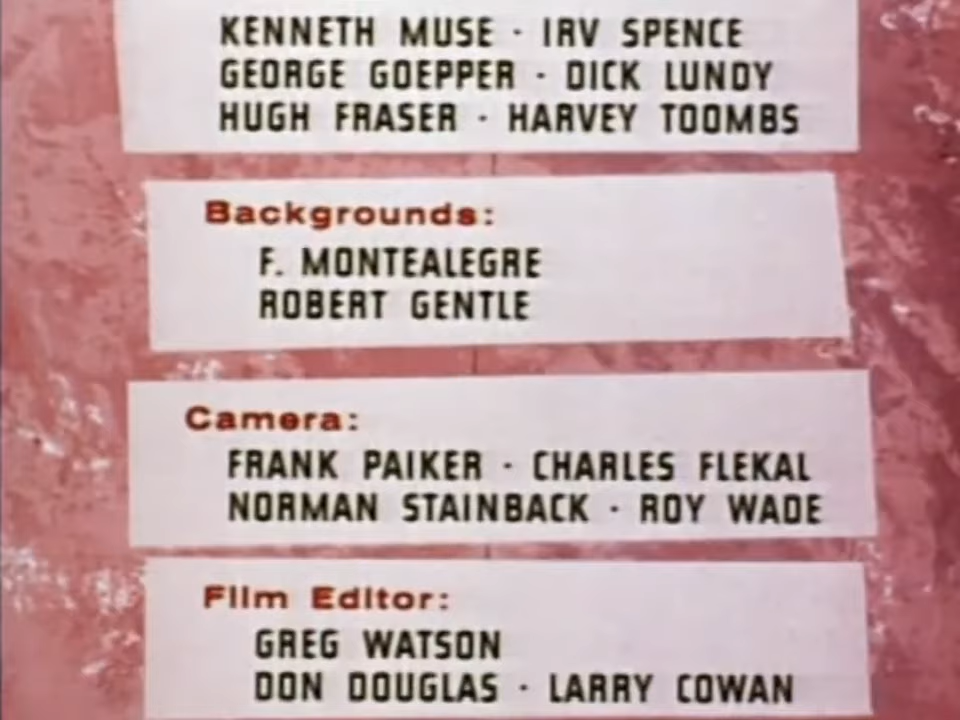 KENNETH MUSE · IRV SPENCE
GEORGE GOEPPER · DICK LUNDY
HUGH FRASER · HARVEY TOOMBS
Backgrounds:
F. MONTEALEGRE
ROBERT GENTLE
Camera:
FRANK PAIKER · CHARLES FLEKAL
NORMAN STAINBACK · ROY WADE
Film Editor:
GREG WATSON
DON DOUGLAS · LARRY COWAN